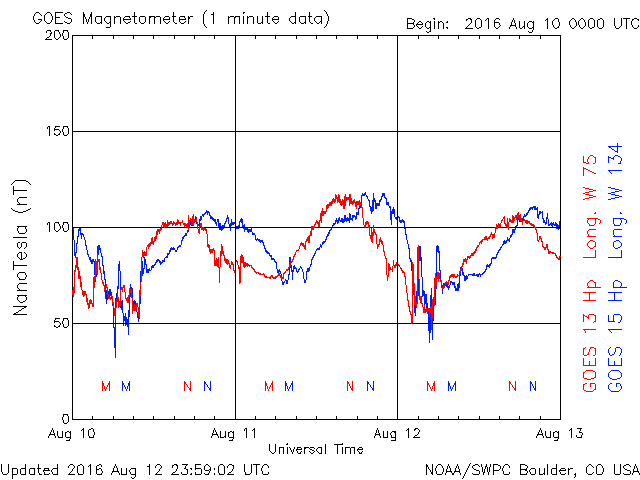 GOES Magnetometer (1 minute data)
Begin: 2016 Aug 10 0000 UTC
200
150
100
50
0
NanoTesla (nT)
M M N N M M N N M M N N
Aug 10 Aug 11 Aug 12 Aug 13
Universal Time
GOES 13 Hp Long. W 75
GOES 15 Hp Long. W 134
Updated 2016 Aug 12 23:59:02 UTC
NOAA/SWPC Boulder, CO USA